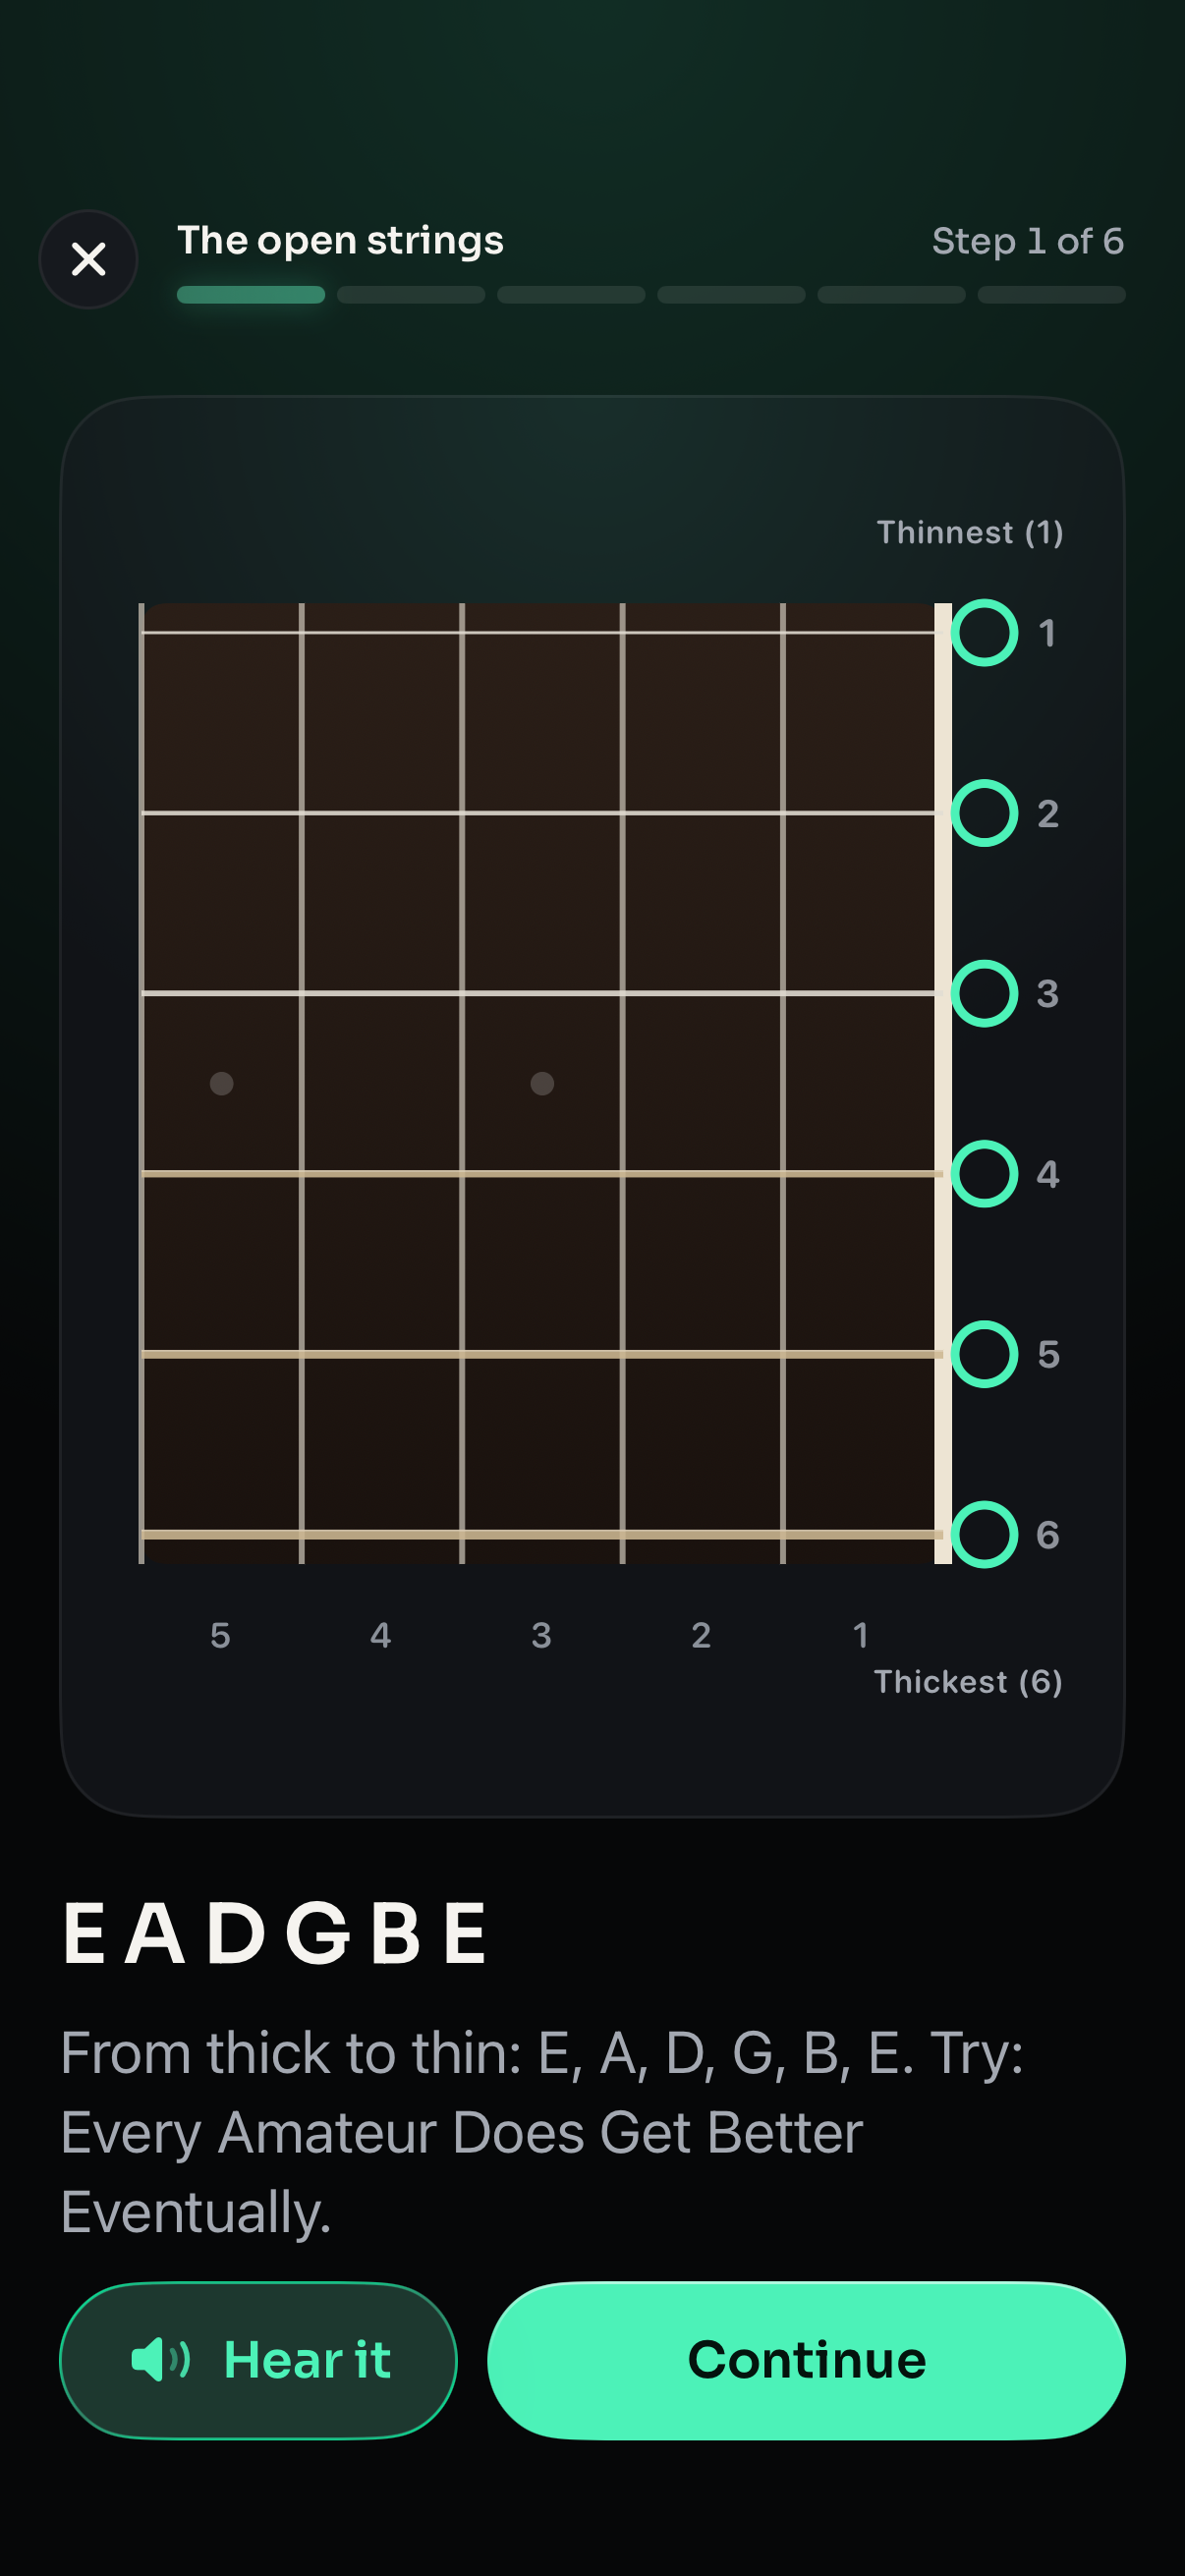 The open strings
Step 1 of 6
Thinnest (1)
1
2
3
4
5
6
5 4 3 2 1
Thickest (6)
E A D G B E
From thick to thin: E, A, D, G, B, E. Try:
Every Amateur Does Get Better
Eventually.
Hear it
Continue